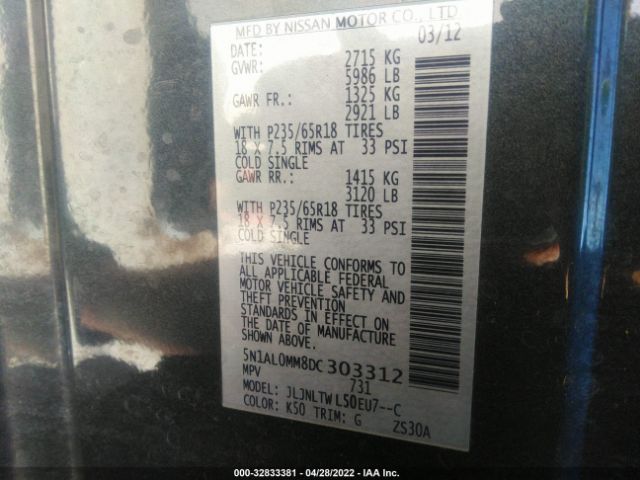 MFD BY NISSAN MOTOR CO., LTD
DATE: 03/12
GVWR: 2715 KG
5986 LB
GAWR FR.: 1325 KG
2921 LB
WITH P235/65R18 TIRES
18 X 7.5 RIMS AT 33 PSI
COLD SINGLE
GAWR RR.: 1415 KG
3120 LB
WITH P235/65R18 TIRES
18 X 7.5 RIMS AT 33 PSI
COLD SINGLE
THIS VEHICLE CONFORMS TO
ALL APPLICABLE FEDERAL
MOTOR VEHICLE SAFETY AND
THEFT PREVENTION
STANDARDS IN EFFECT ON
THE DATE OF MANUFACTURE
SHOWN ABOVE.
5N1AL0MM8DC303312
MPV 731
MODEL: JLJNLTWL50EU7--C
COLOR: K50 TRIM: G ZS30A
000-32833381 - 04/28/2022 - IAA Inc.